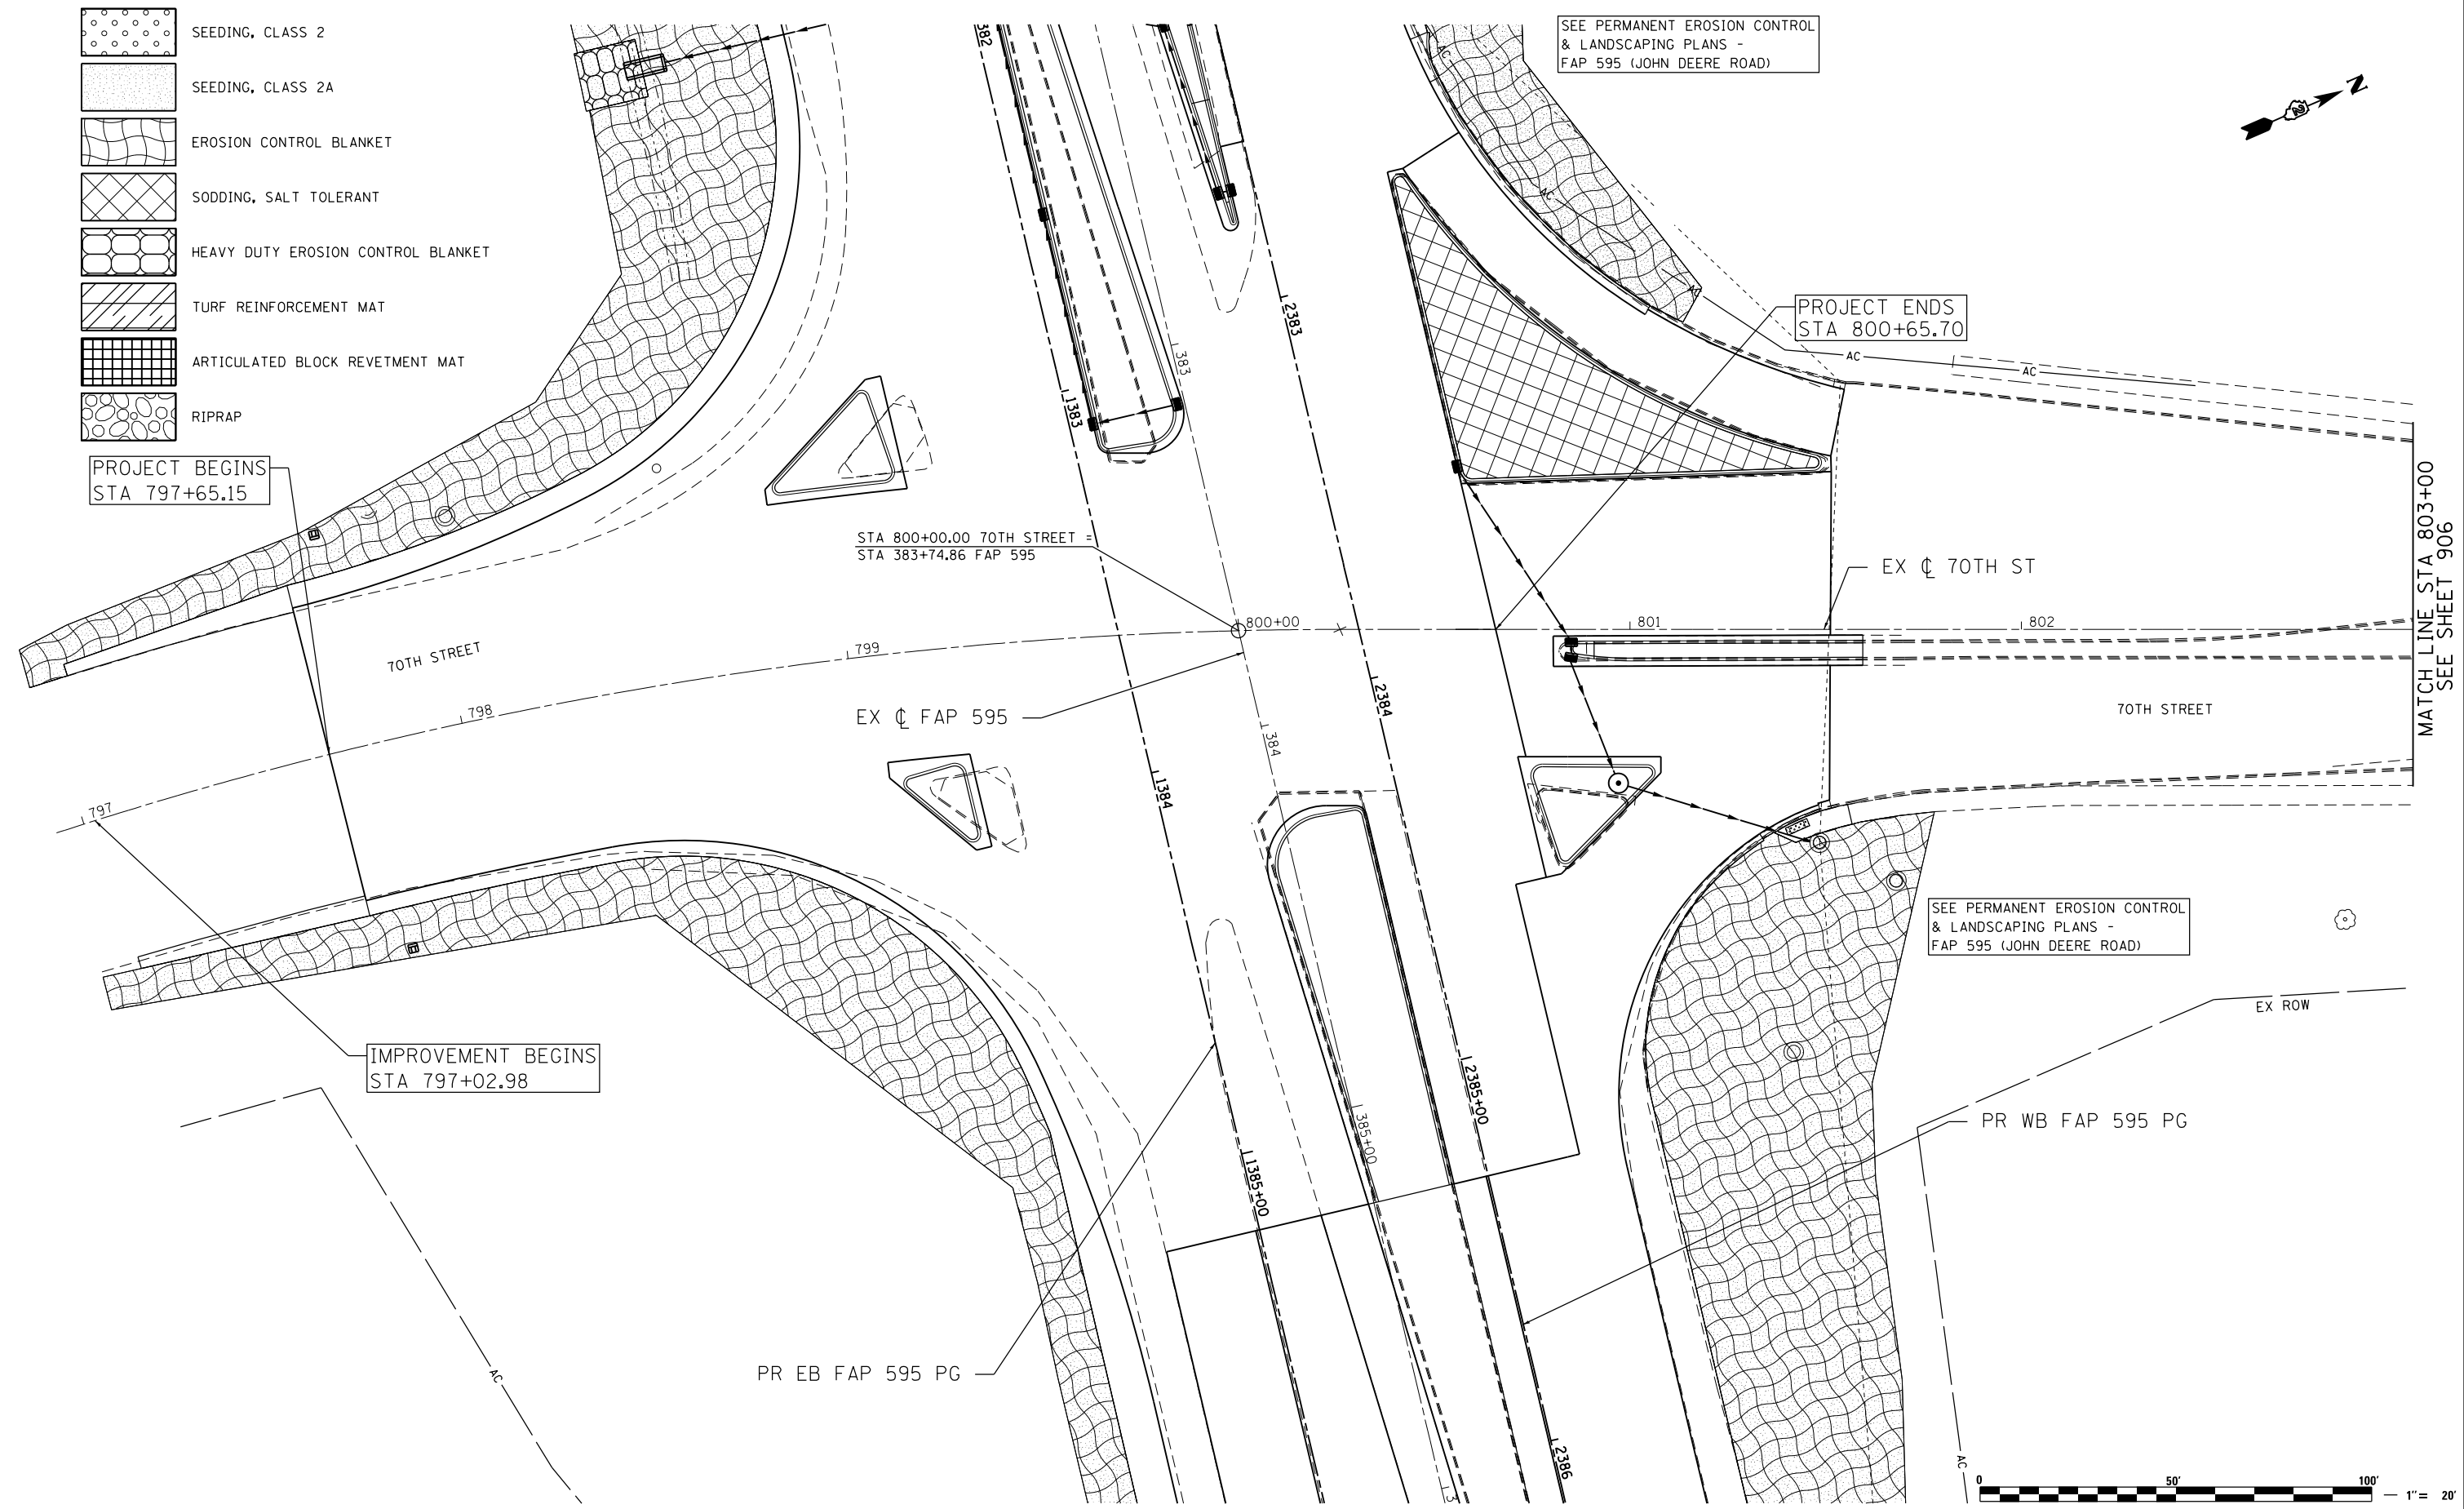 SEEDING, CLASS 2
SEEDING, CLASS 2A
EROSION CONTROL BLANKET
SODDING, SALT TOLERANT
HEAVY DUTY EROSION CONTROL BLANKET
TURF REINFORCEMENT MAT
ARTICULATED BLOCK REVETMENT MAT
RIPRAP
SEE PERMANENT EROSION CONTROL
& LANDSCAPING PLANS -
FAP 595 (JOHN DEERE ROAD)
N
382
AC
AC
AC
AC
AC
2383
383
1383
PROJECT ENDS
STA 800+65.70
PROJECT BEGINS
STA 797+65.15
STA 800+00.00 70TH STREET =
STA 383+74.86 FAP 595
EX ℄ 70TH ST
MATCH LINE STA 803+00
SEE SHEET 906
797
798
799
800+00
801
802
70TH STREET
70TH STREET
EX ℄ FAP 595
2384
384
1384
SEE PERMANENT EROSION CONTROL
& LANDSCAPING PLANS -
FAP 595 (JOHN DEERE ROAD)
EX ROW
IMPROVEMENT BEGINS
STA 797+02.98
2385+00
385+00
1385+00
PR WB FAP 595 PG
PR EB FAP 595 PG
AC
AC
2386
3
0
50'
100'
1"= 20'